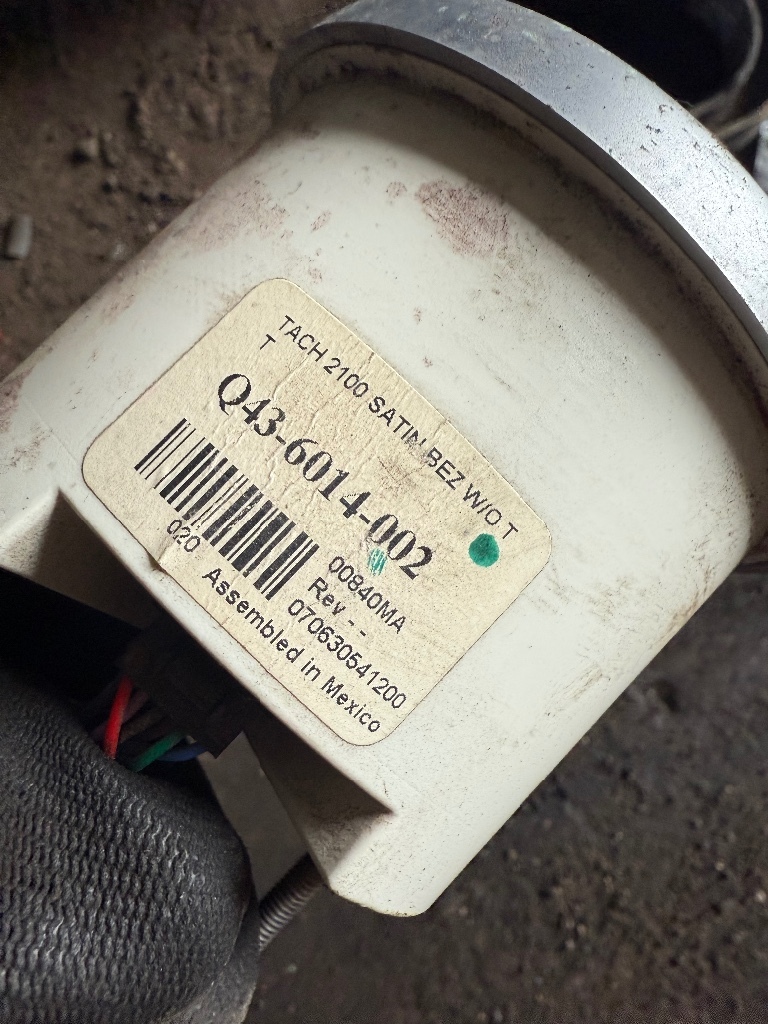 TACH 2100 SATIN BEZ W/O T
T
Q43-6014-002
00840MA
Rev - -
020
070630541200
Assembled in Mexico